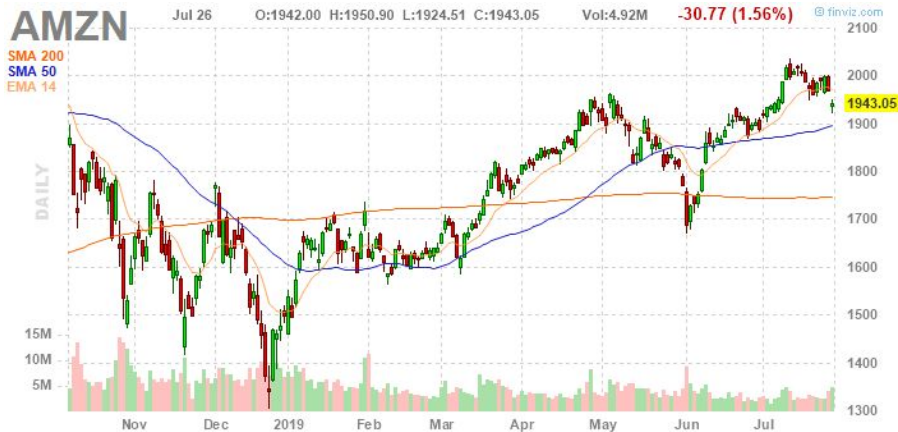 AMZN
Jul 26 O:1942.00 H:1950.90 L:1924.51 C:1943.05 Vol:4.92M -30.77 (1.56%) © finviz.com
SMA 200
SMA 50
EMA 14
DAILY
2100
2000
1943.05
1900
1800
1700
1600
1500
1400
1300
15M
10M
5M
Nov Dec 2019 Feb Mar Apr May Jun Jul